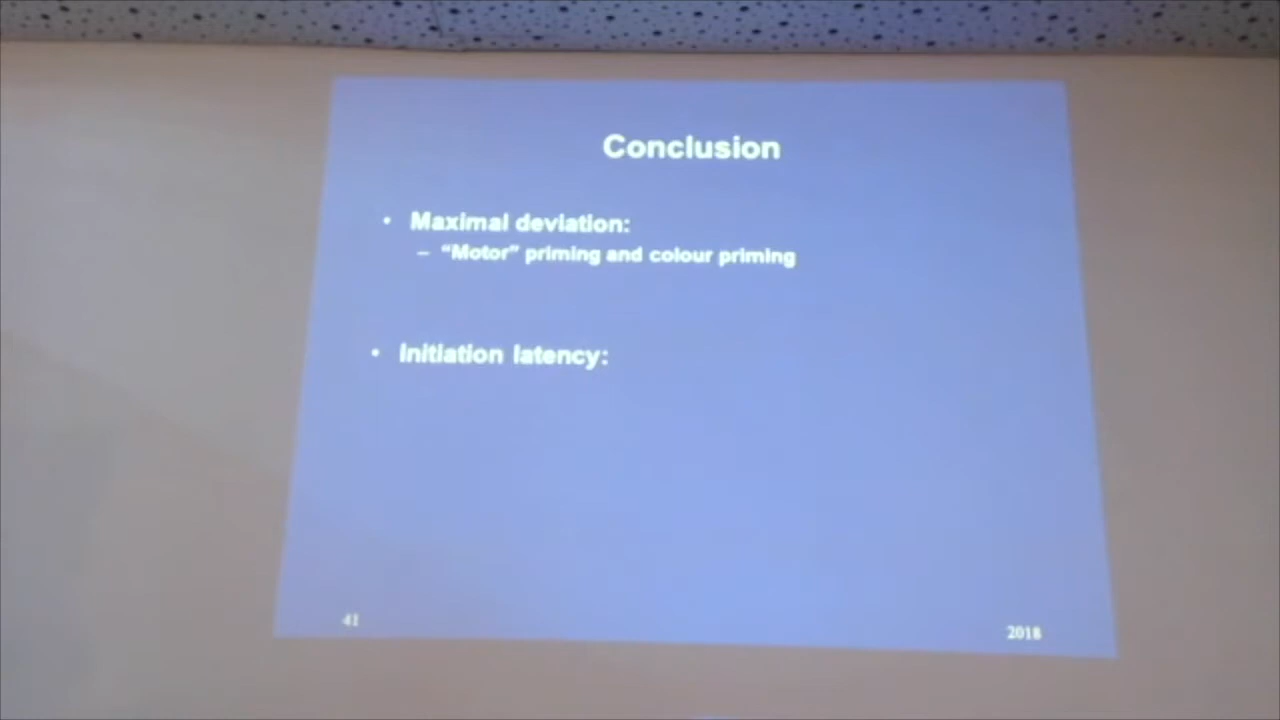 Conclusion
• Maximal deviation:
– “Motor” priming and colour priming
• Initiation latency:
41
2018